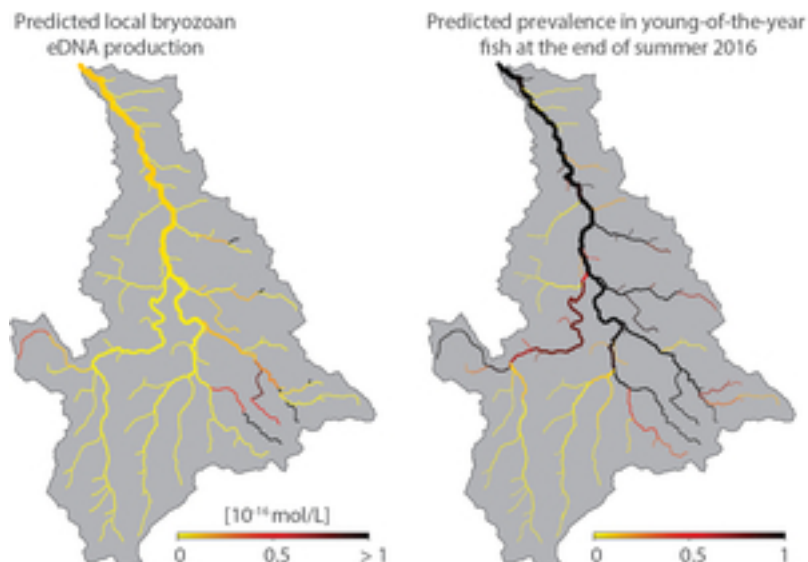 Predicted local bryozoan
eDNA production
Predicted prevalence in young-of-the-year
fish at the end of summer 2016
[10⁻¹⁴ mol/L]
0 0.5 > 1
0 0.5 1